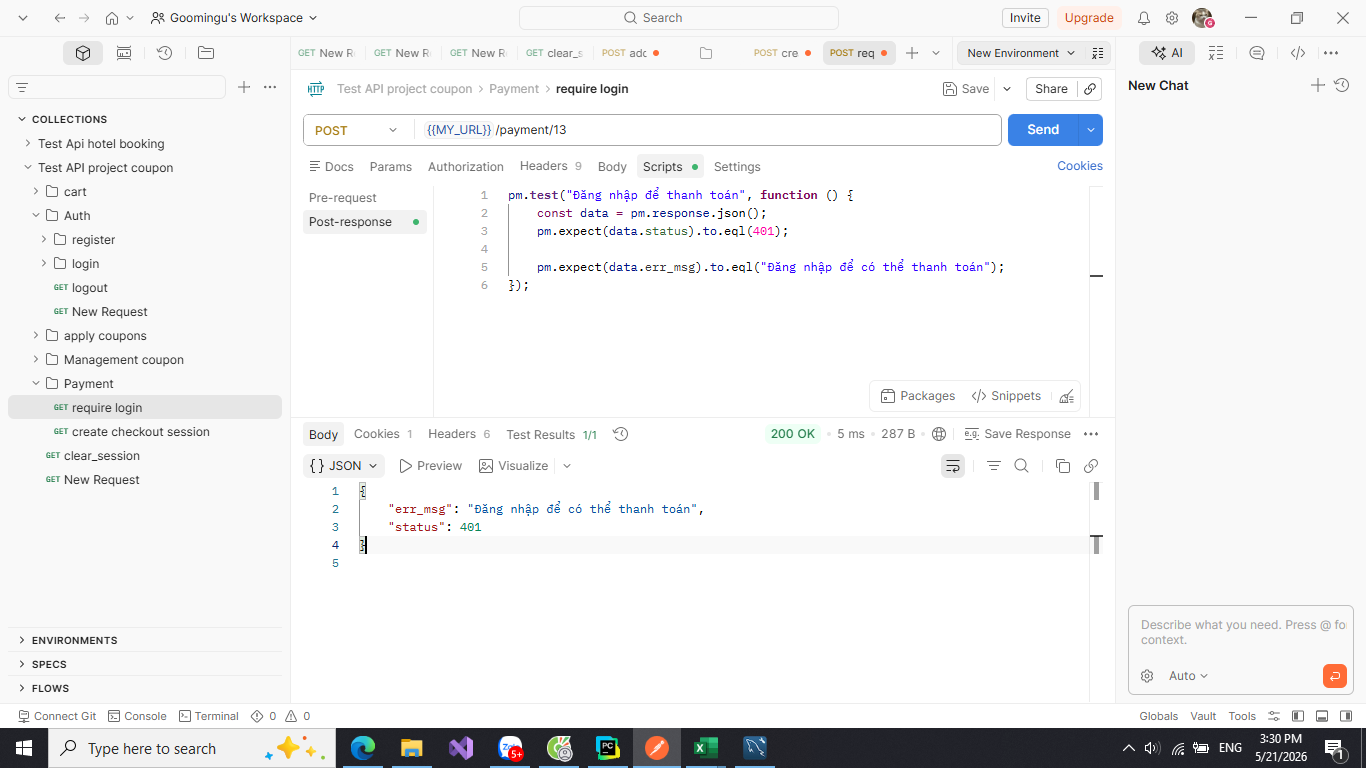 Goomingu's Workspace
Search
Invite
Upgrade
GET New R
GET New R
GET New R
GET clear_s
POST adc
POST cre
POST req
New Environment
AI
COLLECTIONS
Test Api hotel booking
Test API project coupon
cart
Auth
register
login
GET logout
GET New Request
apply coupons
Management coupon
Payment
GET require login
GET create checkout session
GET clear_session
GET New Request
ENVIRONMENTS
SPECS
FLOWS
HTTP Test API project coupon > Payment > require login
Save
Share
POST
{{MY_URL}} /payment/13
Send
Docs Params Authorization Headers 9 Body Scripts Settings
Cookies
Pre-request
Post-response
1 pm.test("Đăng nhập để thanh toán", function () {
2 const data = pm.response.json();
3 pm.expect(data.status).to.eql(401);
4
5 pm.expect(data.err_msg).to.eql("Đăng nhập để có thể thanh toán");
6 });
Packages
Snippets
Body Cookies 1 Headers 6 Test Results 1/1
200 OK • 5 ms • 287 B
e.g. Save Response
{} JSON
Preview
Visualize
1 {
2 "err_msg": "Đăng nhập để có thể thanh toán",
3 "status": 401
4 }
5
New Chat
Describe what you need. Press @ for
context.
Auto
Connect Git
Console
Terminal
0
0
Globals
Vault
Tools
Type here to search
Zalo
5+
PC
ENG
3:30 PM
5/21/2026
1